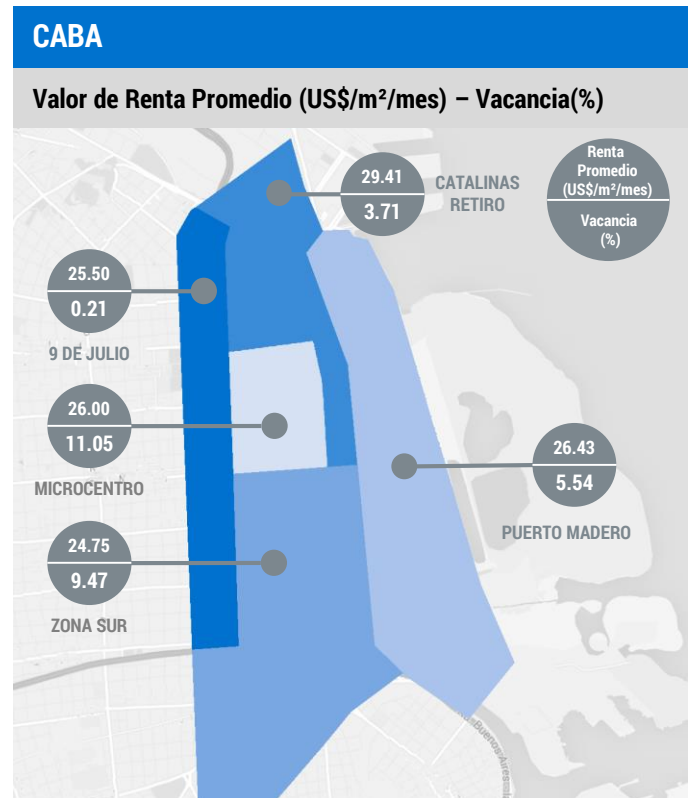 CABA
Valor de Renta Promedio (US$/m²/mes) – Vacancia(%)
Renta
Promedio
(US$/m²/mes)
Vacancia
(%)
29.41
3.71
CATALINAS
RETIRO
25.50
0.21
9 DE JULIO
26.00
11.05
MICROCENTRO
26.43
5.54
PUERTO MADERO
24.75
9.47
ZONA SUR
Buenos Aires